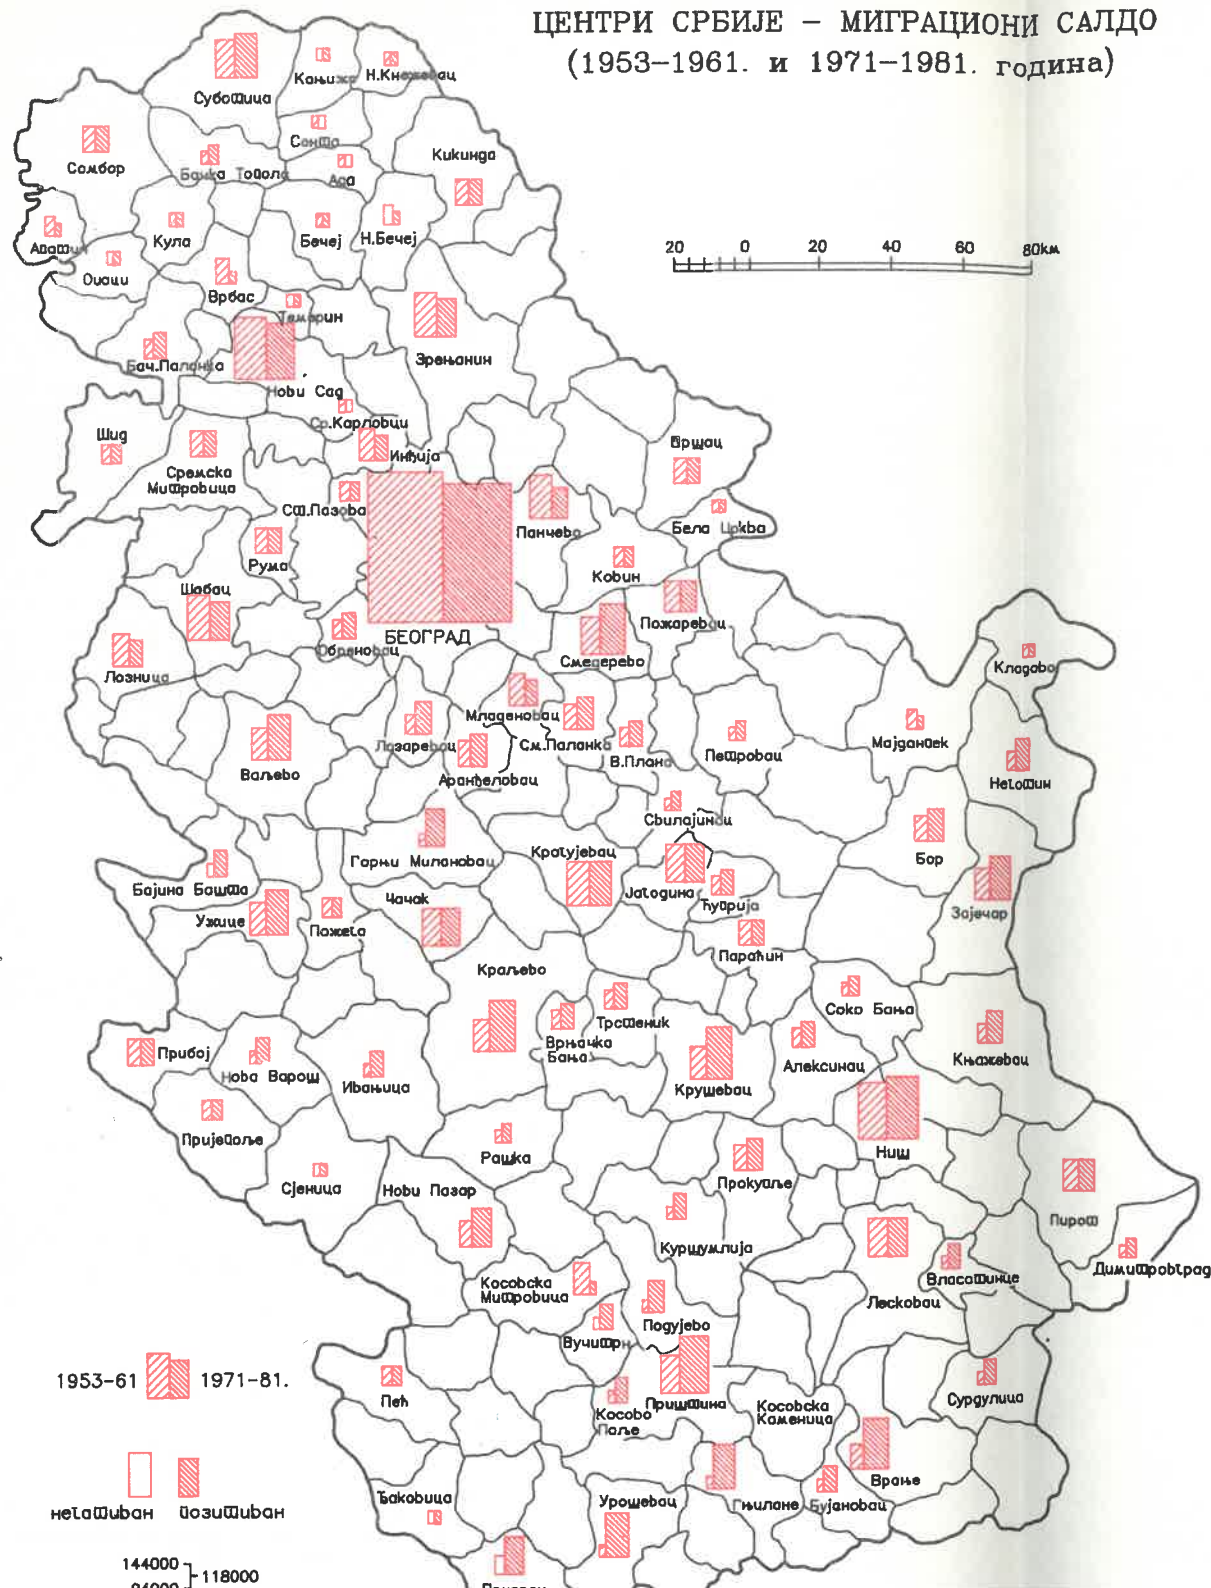 ЦЕНТРИ СРБИЈЕ – МИГРАЦИОНИ САЛДО
(1953–1961. и 1971–1981. година)
Суботица
Кањижа
Н.Кнежевац
Сомбор
Сента
Кикинда
Бачка Топола
Ада
Апатин
Кула
Бечеј
Н.Бечеј
20 0 20 40 60 80км
Оџаци
Врбас
Темерин
Бач.Паланка
Зрењанин
Нови Сад
Ср.Карловци
Шид
Инђија
Вршац
Сремска
Митровица
Ст.Пазова
Панчево
Бела Црква
Рума
Ковин
Шабац
Пожаревац
БЕОГРАД
Обреновац
Смедерево
Кладово
Лозница
Младеновац
Лазаревац
См.Паланка
Мајданпек
Ваљево
Аранђеловац
В.Плана
Петровац
Неготин
Свилајнац
Горњи Милановац
Крагујевац
Бор
Бајина Башта
Чачак
Јагодина
Ћуприја
Ужице
Пожега
Зајечар
Параћин
Краљево
Трстеник
Соко Бања
Врњачка
Бања
Прибој
Нова Варош
Ивањица
Крушевац
Алексинац
Књажевац
Пријепоље
Рашка
Ниш
Сјеница
Нови Пазар
Прокупље
Пирот
Куршумлија
Косовска
Митровица
Власотинце
Димитровград
Лесковац
Подујево
Вучитрн
1953-61 1971-81.
Пећ
Приштина
Косово
Поље
Косовска
Каменица
Сурдулица
Врање
Ђаковица
Урошевац
Гњилане
Бујановац
негативан позитиван
144000
118000